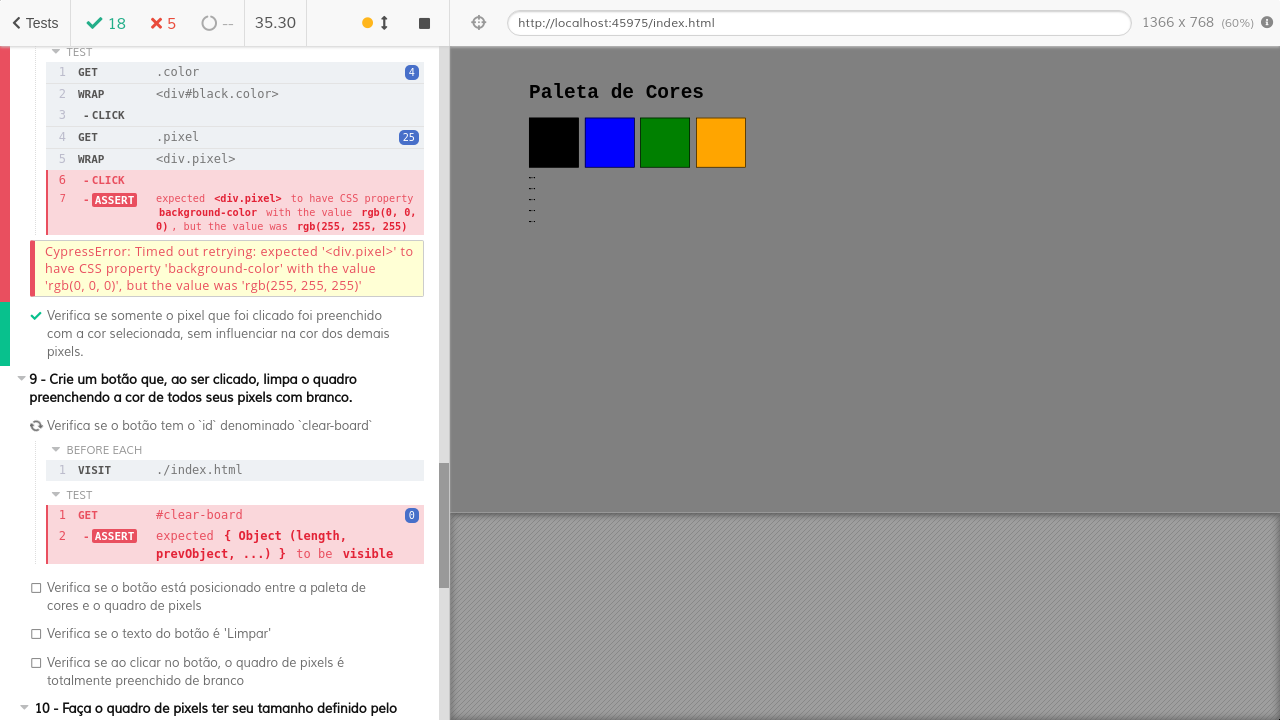 Tests
18
5
--
35.30
http://localhost:45975/index.html
1366 x 768 (60%)
TEST
1 GET .color 4
2 WRAP <div#black.color>
3 - CLICK
4 GET .pixel 25
5 WRAP <div.pixel>
6 - CLICK
7 - ASSERT expected <div.pixel> to have CSS property
background-color with the value rgb(0, 0,
0) , but the value was rgb(255, 255, 255)
CypressError: Timed out retrying: expected '<div.pixel>' to
have CSS property 'background-color' with the value
'rgb(0, 0, 0)', but the value was 'rgb(255, 255, 255)'
Verifica se somente o pixel que foi clicado foi preenchido
com a cor selecionada, sem influenciar na cor dos demais
pixels.
9 - Crie um botão que, ao ser clicado, limpa o quadro
preenchendo a cor de todos seus pixels com branco.
Verifica se o botão tem o `id` denominado `clear-board`
BEFORE EACH
1 VISIT ./index.html
TEST
1 GET #clear-board 0
2 - ASSERT expected { Object (length,
prevObject, ...) } to be visible
Verifica se o botão está posicionado entre a paleta de
cores e o quadro de pixels
Verifica se o texto do botão é 'Limpar'
Verifica se ao clicar no botão, o quadro de pixels é
totalmente preenchido de branco
10 - Faça o quadro de pixels ter seu tamanho definido pelo
Paleta de Cores